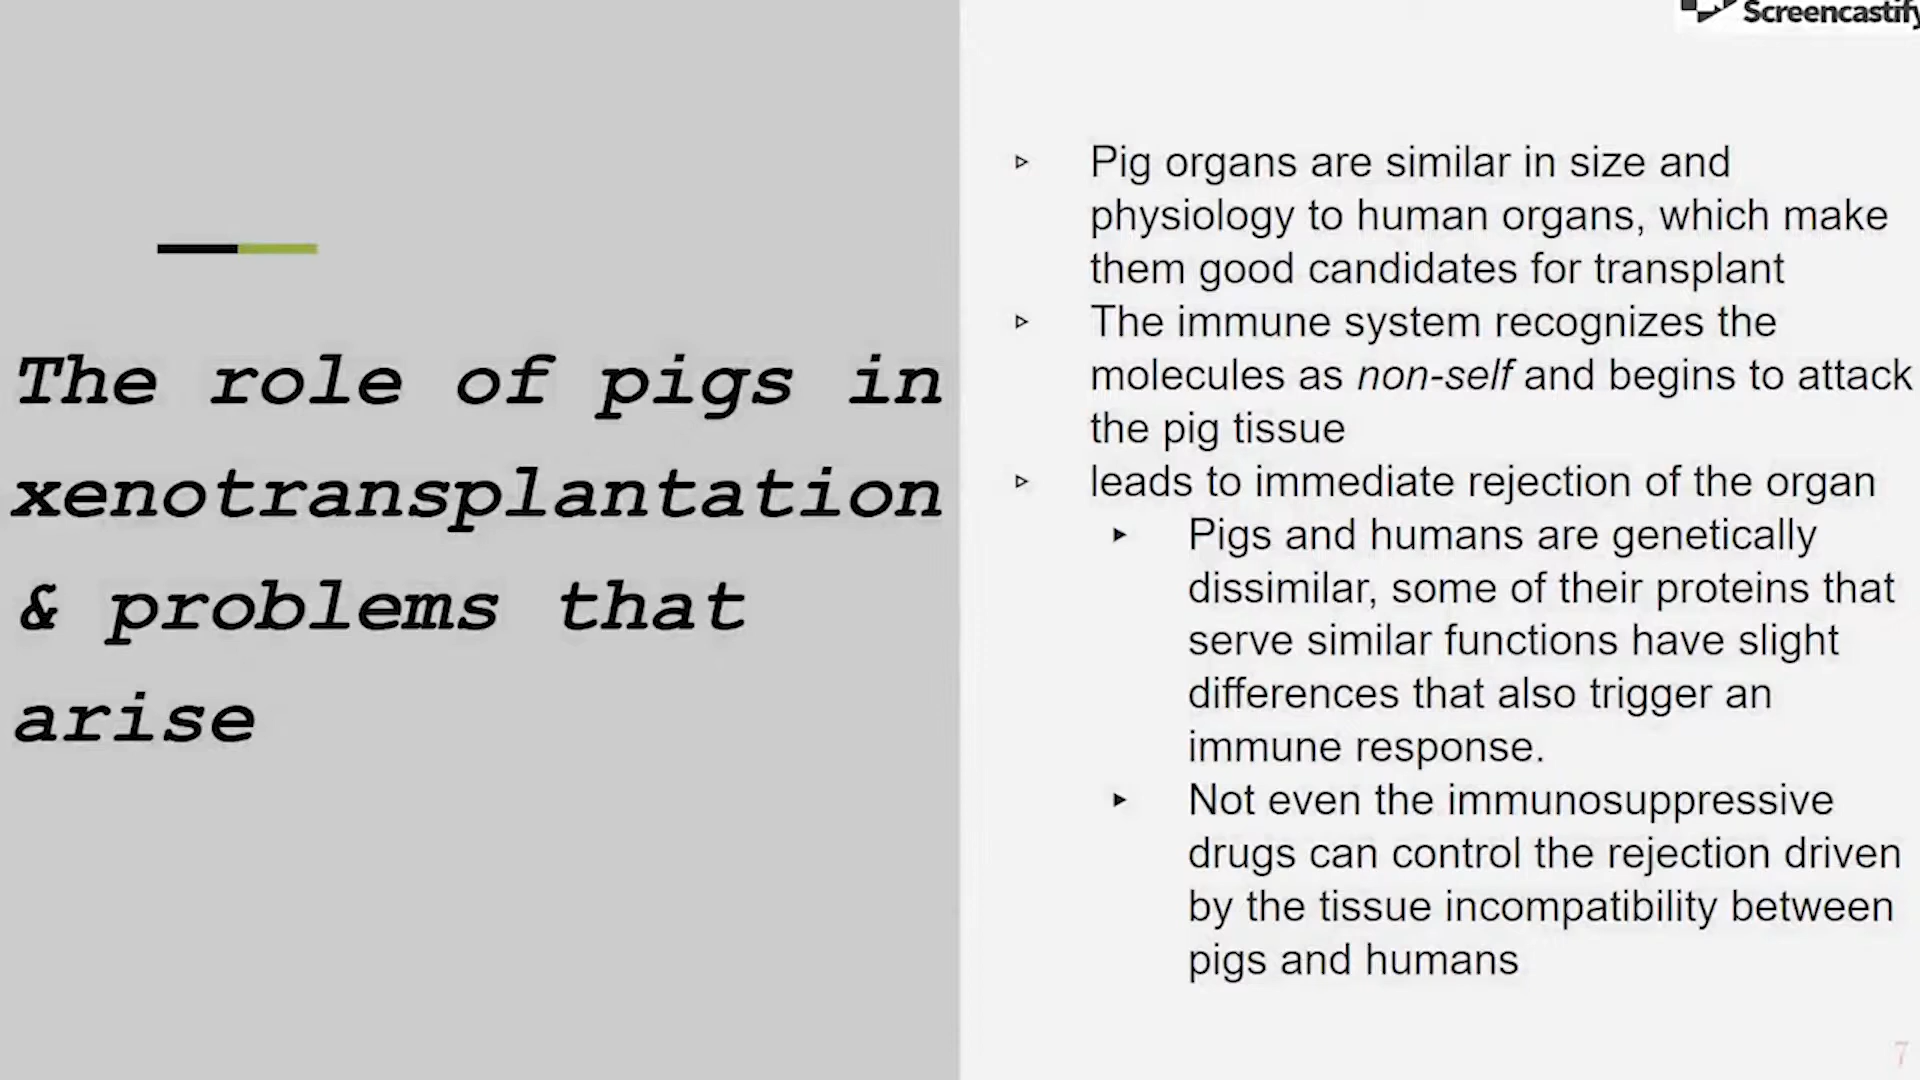 Screencastify
The role of pigs in
xenotransplantation
& problems that
arise
Pig organs are similar in size and
physiology to human organs, which make
them good candidates for transplant
The immune system recognizes the
molecules as non-self and begins to attack
the pig tissue
leads to immediate rejection of the organ
Pigs and humans are genetically
dissimilar, some of their proteins that
serve similar functions have slight
differences that also trigger an
immune response.
Not even the immunosuppressive
drugs can control the rejection driven
by the tissue incompatibility between
pigs and humans
7